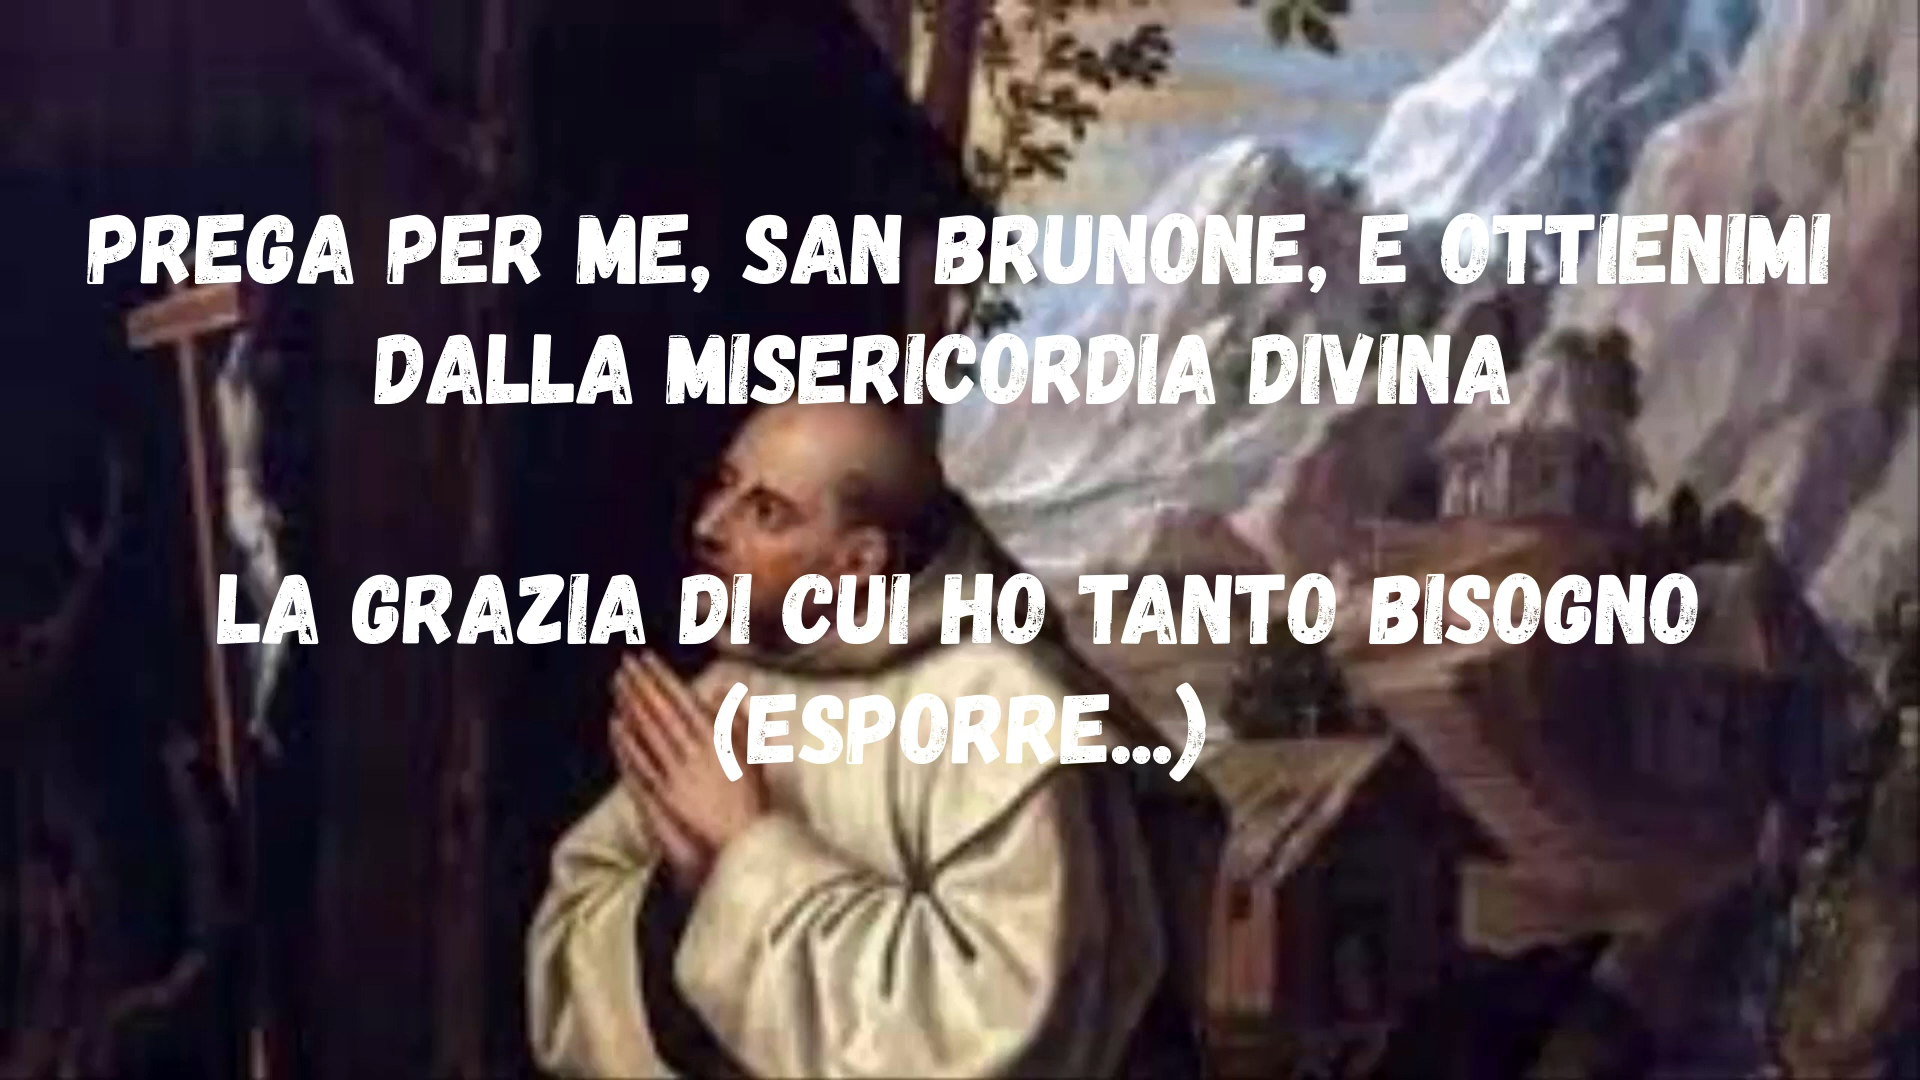 PREGA PER ME, SAN BRUNONE, E OTTIENIMI
DALLA MISERICORDIA DIVINA
LA GRAZIA DI CUI HO TANTO BISOGNO
(ESPORRE...)